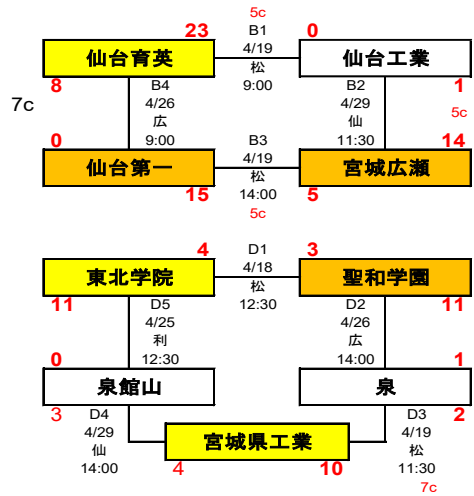 5c
23 B1 0
仙台育英 4/19 仙台工業
松
8 B4 9:00 B2 1
7c 4/26 4/29 5c
広 仙
0 9:00 B3 11:30 14
仙台第一 4/19 宮城広瀬
松
15 14:00 5
5c
4 D1 3
東北学院 4/18 聖和学園
松
11 D5 12:30 D2 11
4/25 4/26
利 広
0 12:30 14:00 1
泉館山 泉
3 D4 D3 2
4/29 4/19
仙 宮城県工業 松
14:00 4 10 11:30
7c